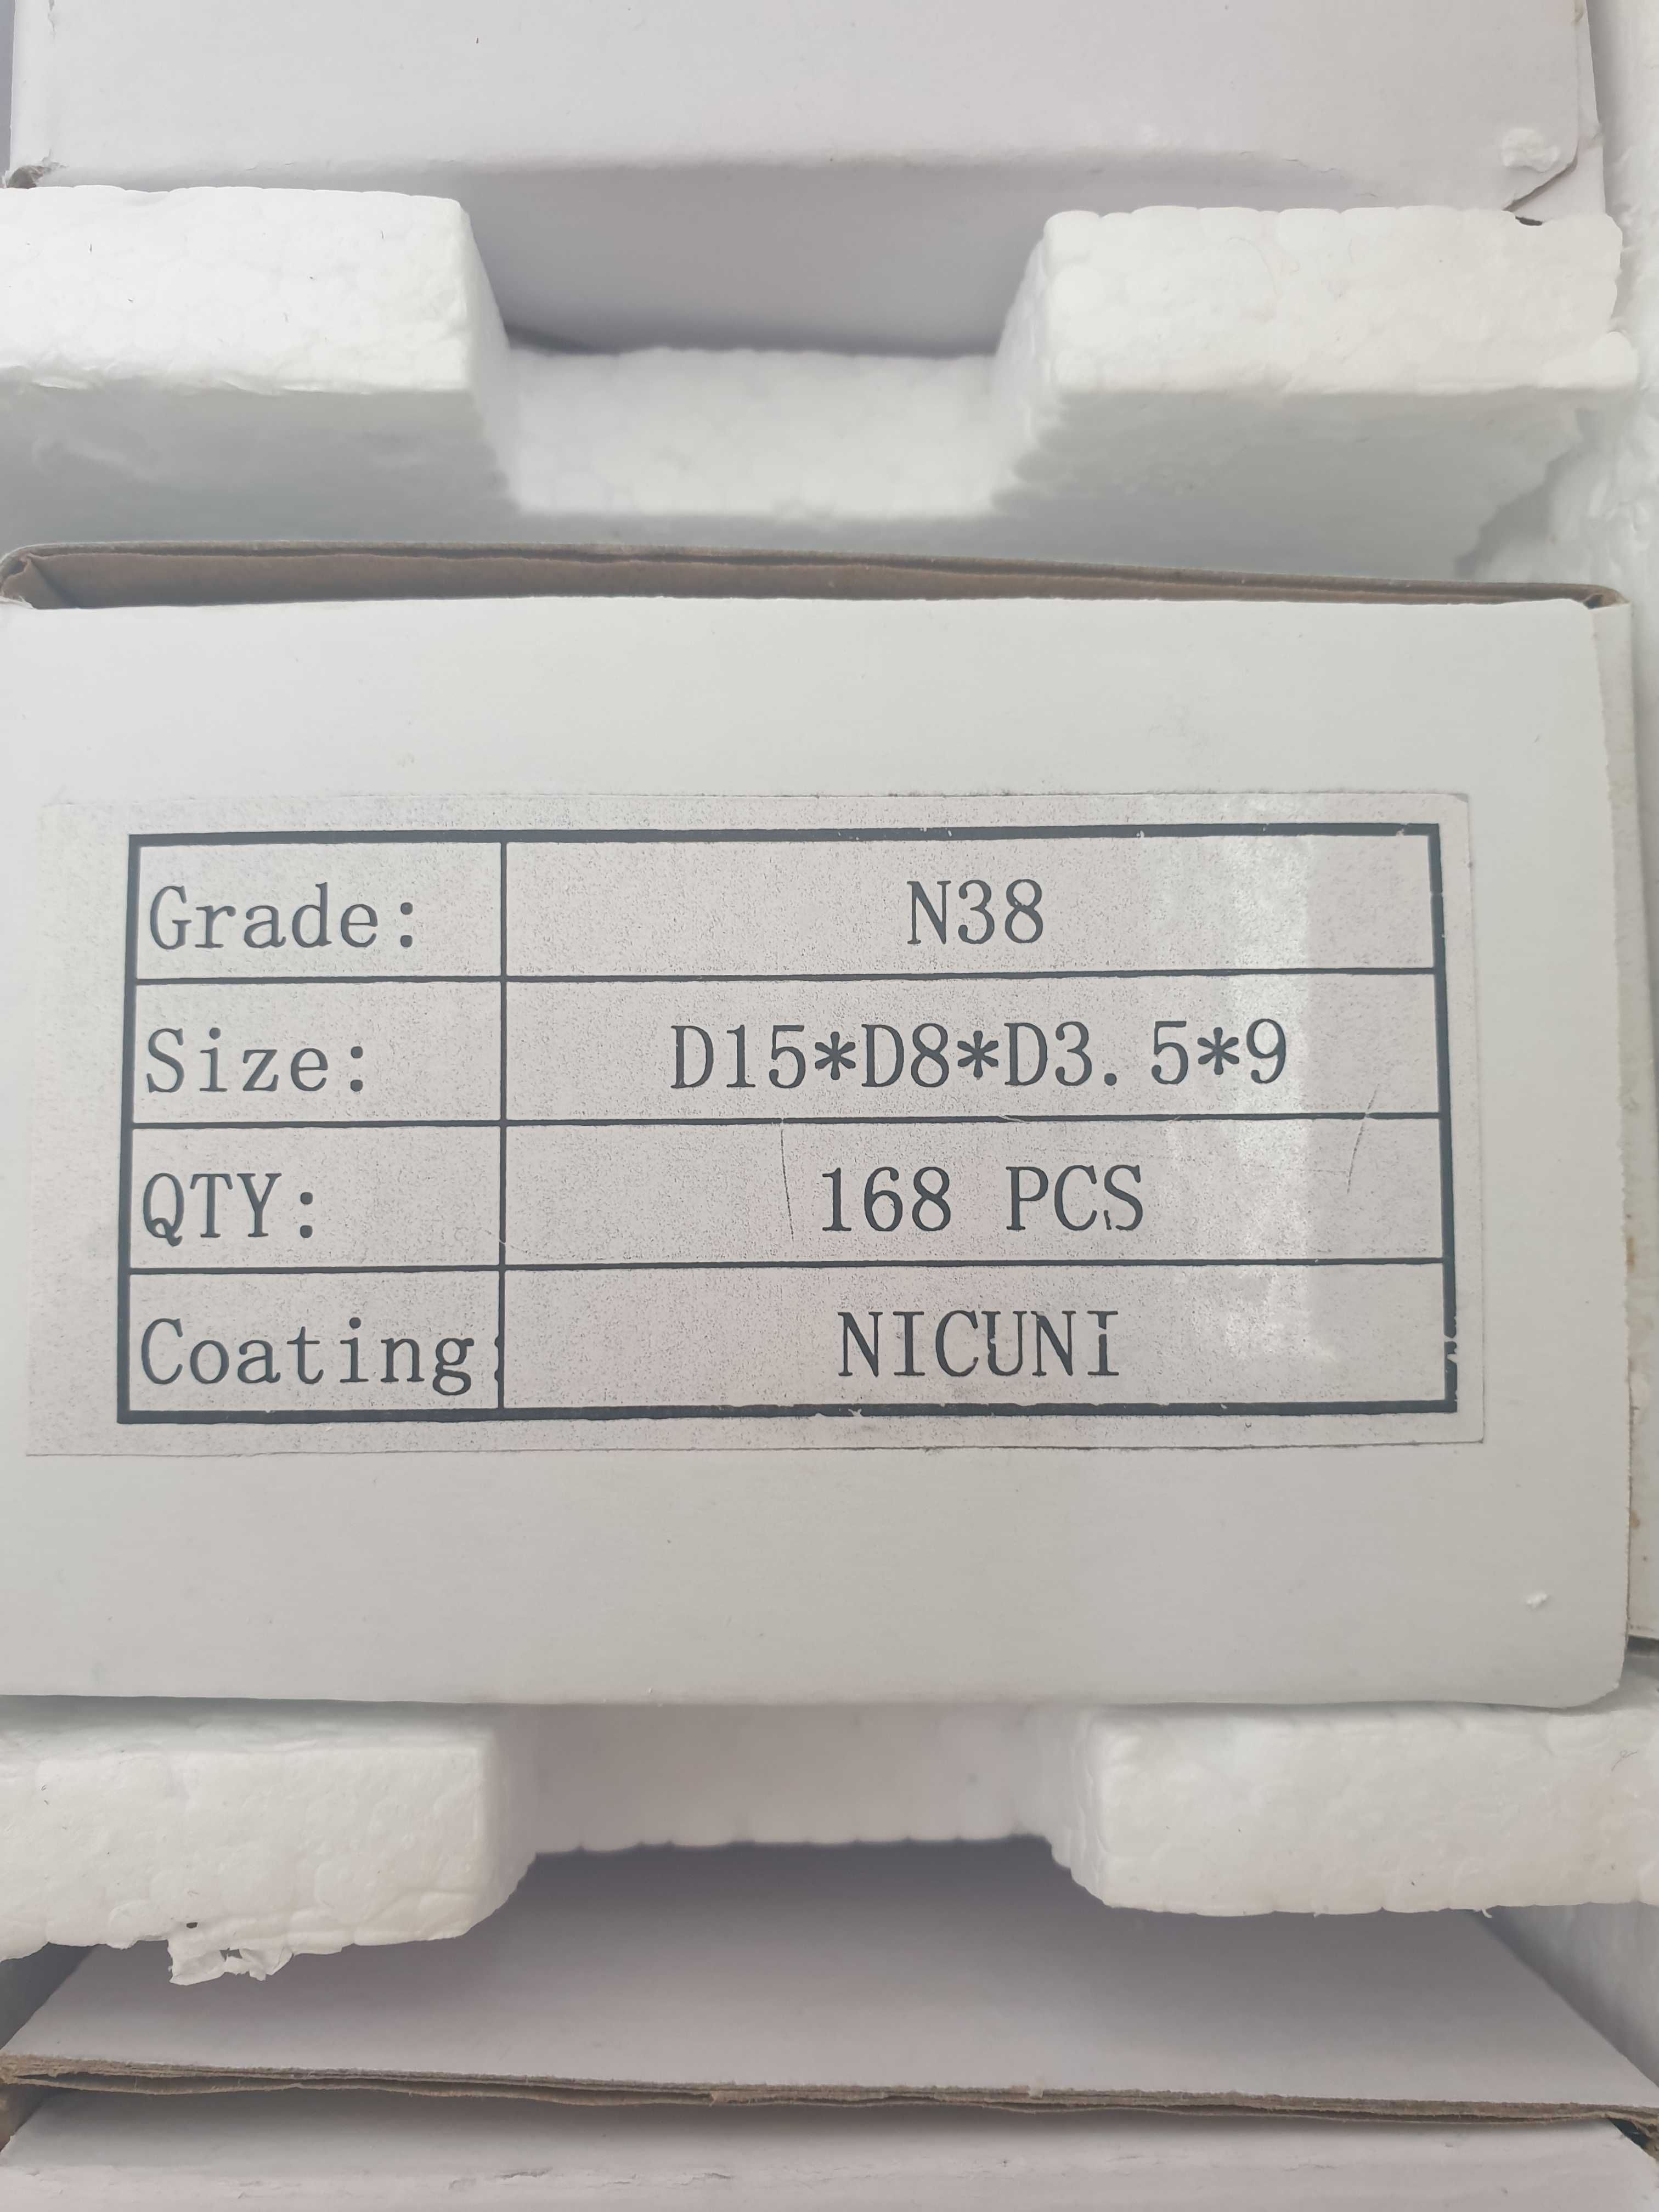 Grade: N38
Size: D15*D8*D3.5*9
QTY: 168 PCS
Coating: NICUNI